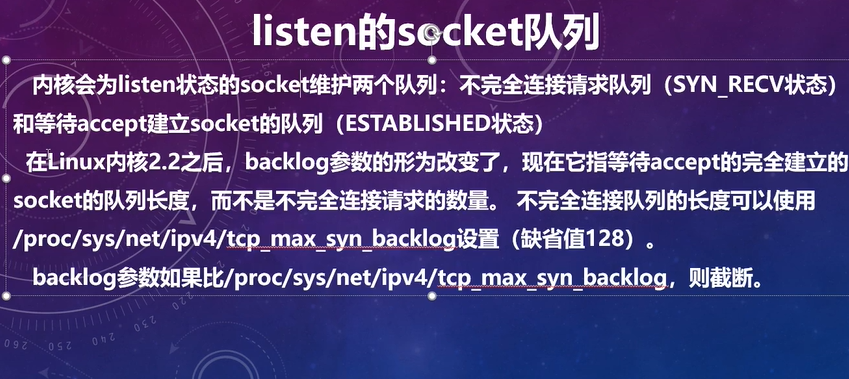 listen的socket队列
内核会为listen状态的socket维护两个队列：不完全连接请求队列（SYN_RECV状态）
和等待accept建立socket的队列（ESTABLISHED状态）
在Linux内核2.2之后，backlog参数的形为改变了，现在它指等待accept的完全建立的
socket的队列长度，而不是不完全连接请求的数量。 不完全连接队列的长度可以使用
/proc/sys/net/ipv4/tcp_max_syn_backlog设置（缺省值128）。
backlog参数如果比/proc/sys/net/ipv4/tcp_max_syn_backlog，则截断。